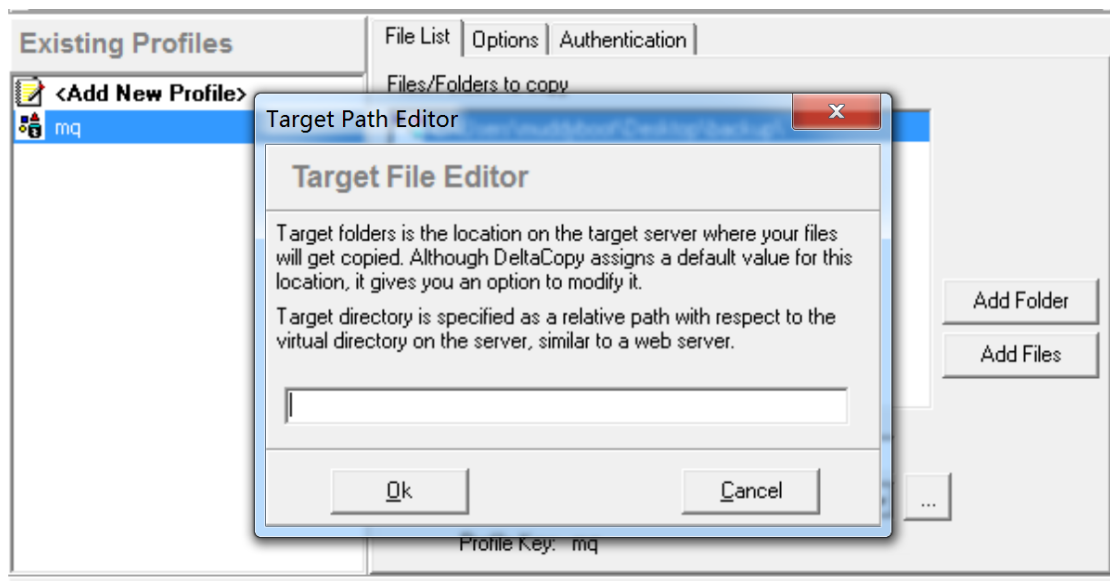 Existing Profiles
<Add New Profile>
mq
File List
Options
Authentication
Files/Folders to copy
Target Path Editor
x
Target File Editor
Target folders is the location on the target server where your files
will get copied. Although DeltaCopy assigns a default value for this
location, it gives you an option to modify it.
Target directory is specified as a relative path with respect to the
virtual directory on the server, similar to a web server.
Ok
Cancel
Add Folder
Add Files
...
Profile Key: mq